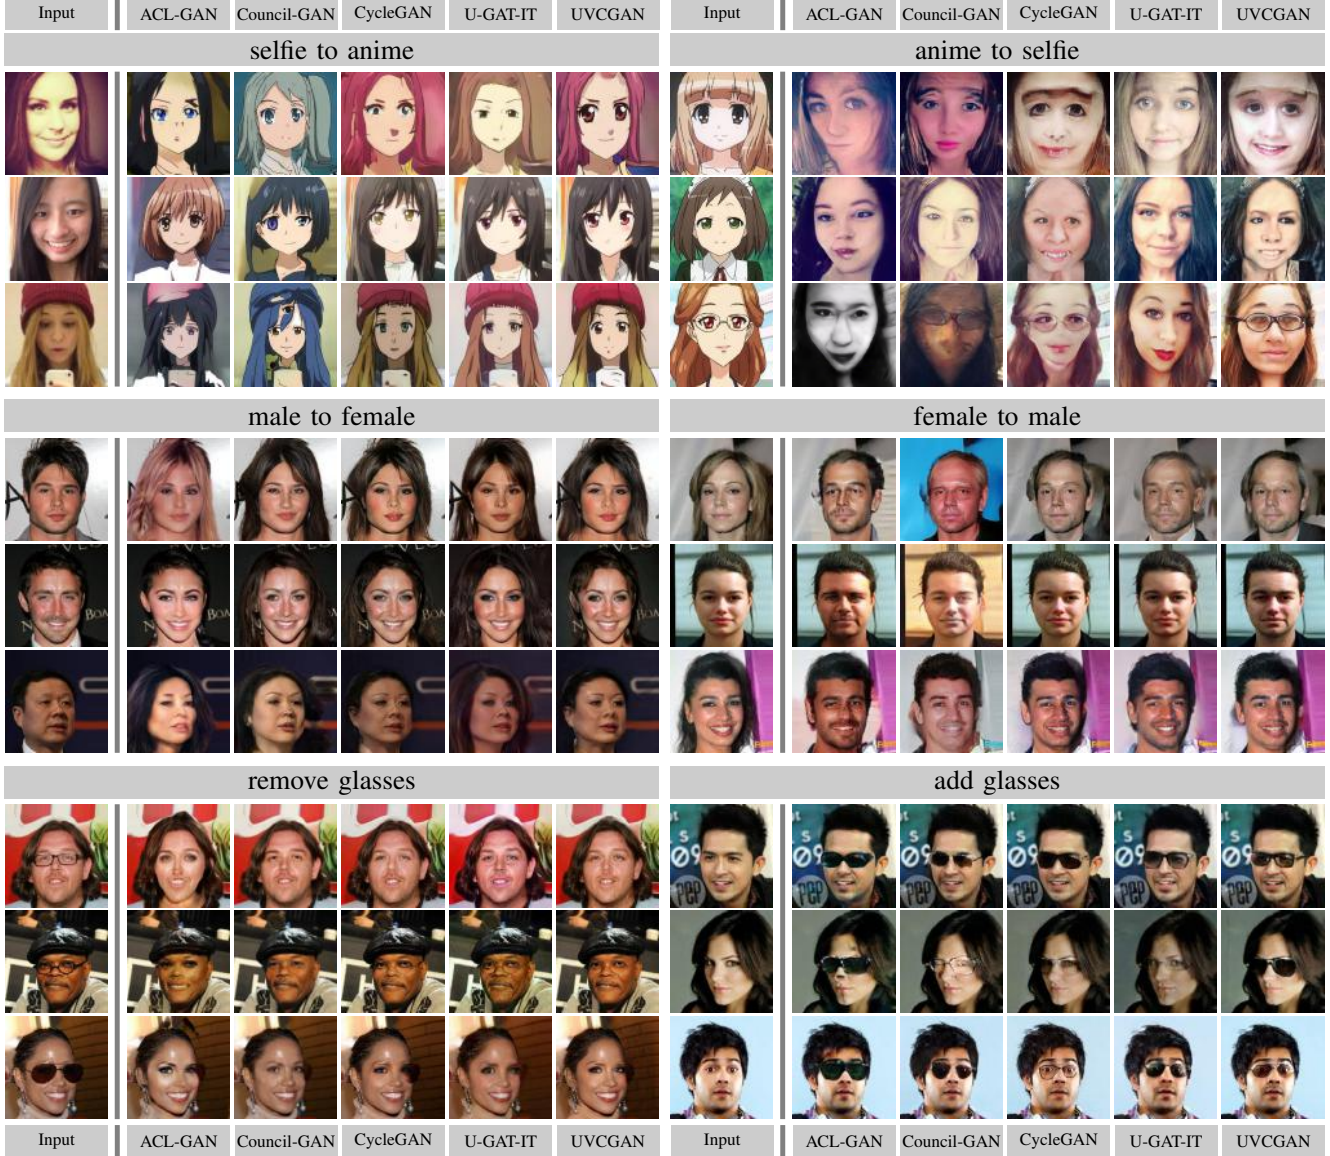 Input ACL-GAN Council-GAN CycleGAN U-GAT-IT UVCGAN Input ACL-GAN Council-GAN CycleGAN U-GAT-IT UVCGAN
selfie to anime
anime to selfie
male to female
female to male
remove glasses
add glasses
Input ACL-GAN Council-GAN CycleGAN U-GAT-IT UVCGAN Input ACL-GAN Council-GAN CycleGAN U-GAT-IT UVCGAN